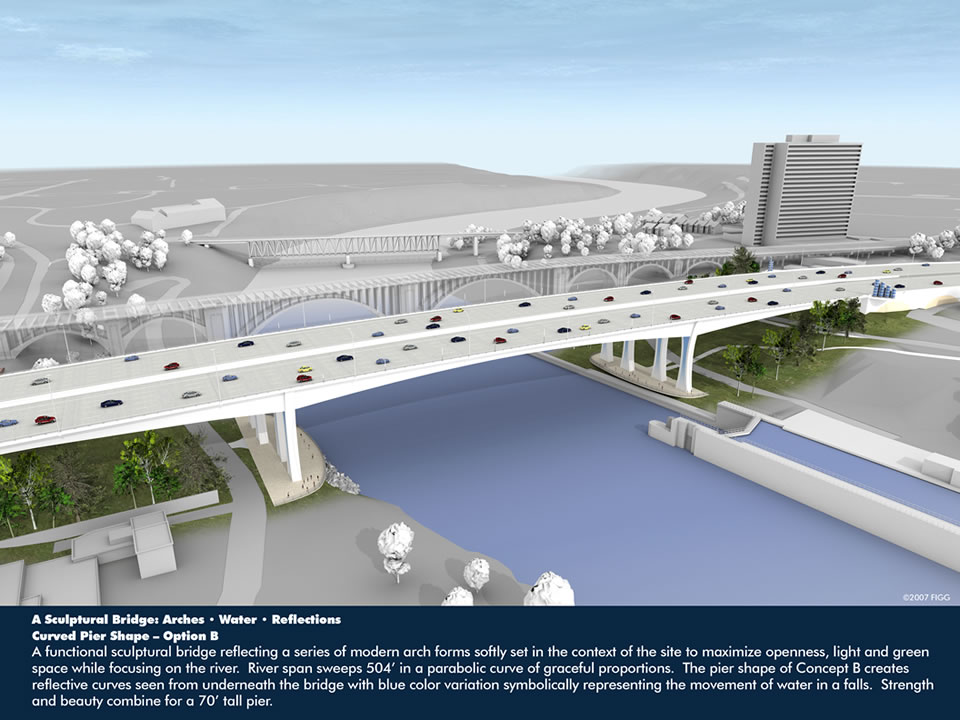 ©2007 FIGG
A Sculptural Bridge: Arches • Water • Reflections
Curved Pier Shape – Option B
A functional sculptural bridge reflecting a series of modern arch forms softly set in the context of the site to maximize openness, light and green
space while focusing on the river.  River span sweeps 504’ in a parabolic curve of graceful proportions.  The pier shape of Concept B creates
reflective curves seen from underneath the bridge with blue color variation symbolically representing the movement of water in a falls.  Strength
and beauty combine for a 70’ tall pier.